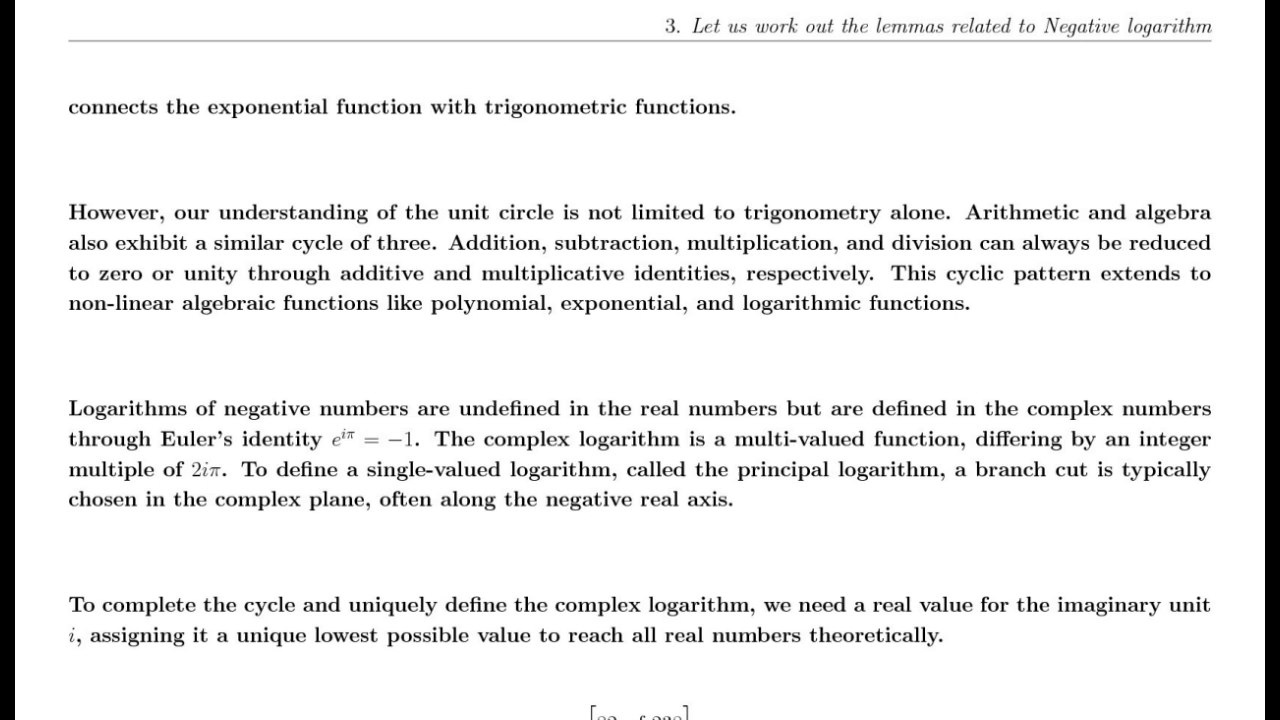 3. Let us work out the lemmas related to Negative logarithm
connects the exponential function with trigonometric functions.
However, our understanding of the unit circle is not limited to trigonometry alone. Arithmetic and algebra
also exhibit a similar cycle of three. Addition, subtraction, multiplication, and division can always be reduced
to zero or unity through additive and multiplicative identities, respectively. This cyclic pattern extends to
non-linear algebraic functions like polynomial, exponential, and logarithmic functions.
Logarithms of negative numbers are undefined in the real numbers but are defined in the complex numbers
through Euler's identity e^{iπ} = −1. The complex logarithm is a multi-valued function, differing by an integer
multiple of 2iπ. To define a single-valued logarithm, called the principal logarithm, a branch cut is typically
chosen in the complex plane, often along the negative real axis.
To complete the cycle and uniquely define the complex logarithm, we need a real value for the imaginary unit
i, assigning it a unique lowest possible value to reach all real numbers theoretically.